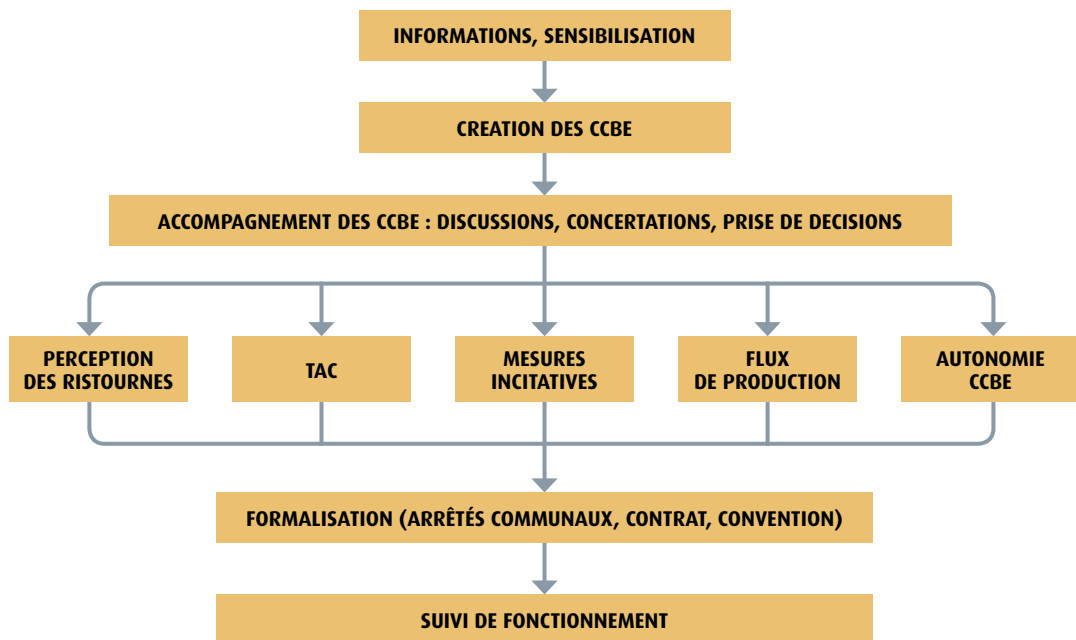 INFORMATIONS, SENSIBILISATION
CREATION DES CCBE
ACCOMPAGNEMENT DES CCBE : DISCUSSIONS, CONCERTATIONS, PRISE DE DECISIONS
PERCEPTION
DES RISTOURNES
TAC
MESURES
INCITATIVES
FLUX
DE PRODUCTION
AUTONOMIE
CCBE
FORMALISATION (ARRÊTÉS COMMUNAUX, CONTRAT, CONVENTION)
SUIVI DE FONCTIONNEMENT